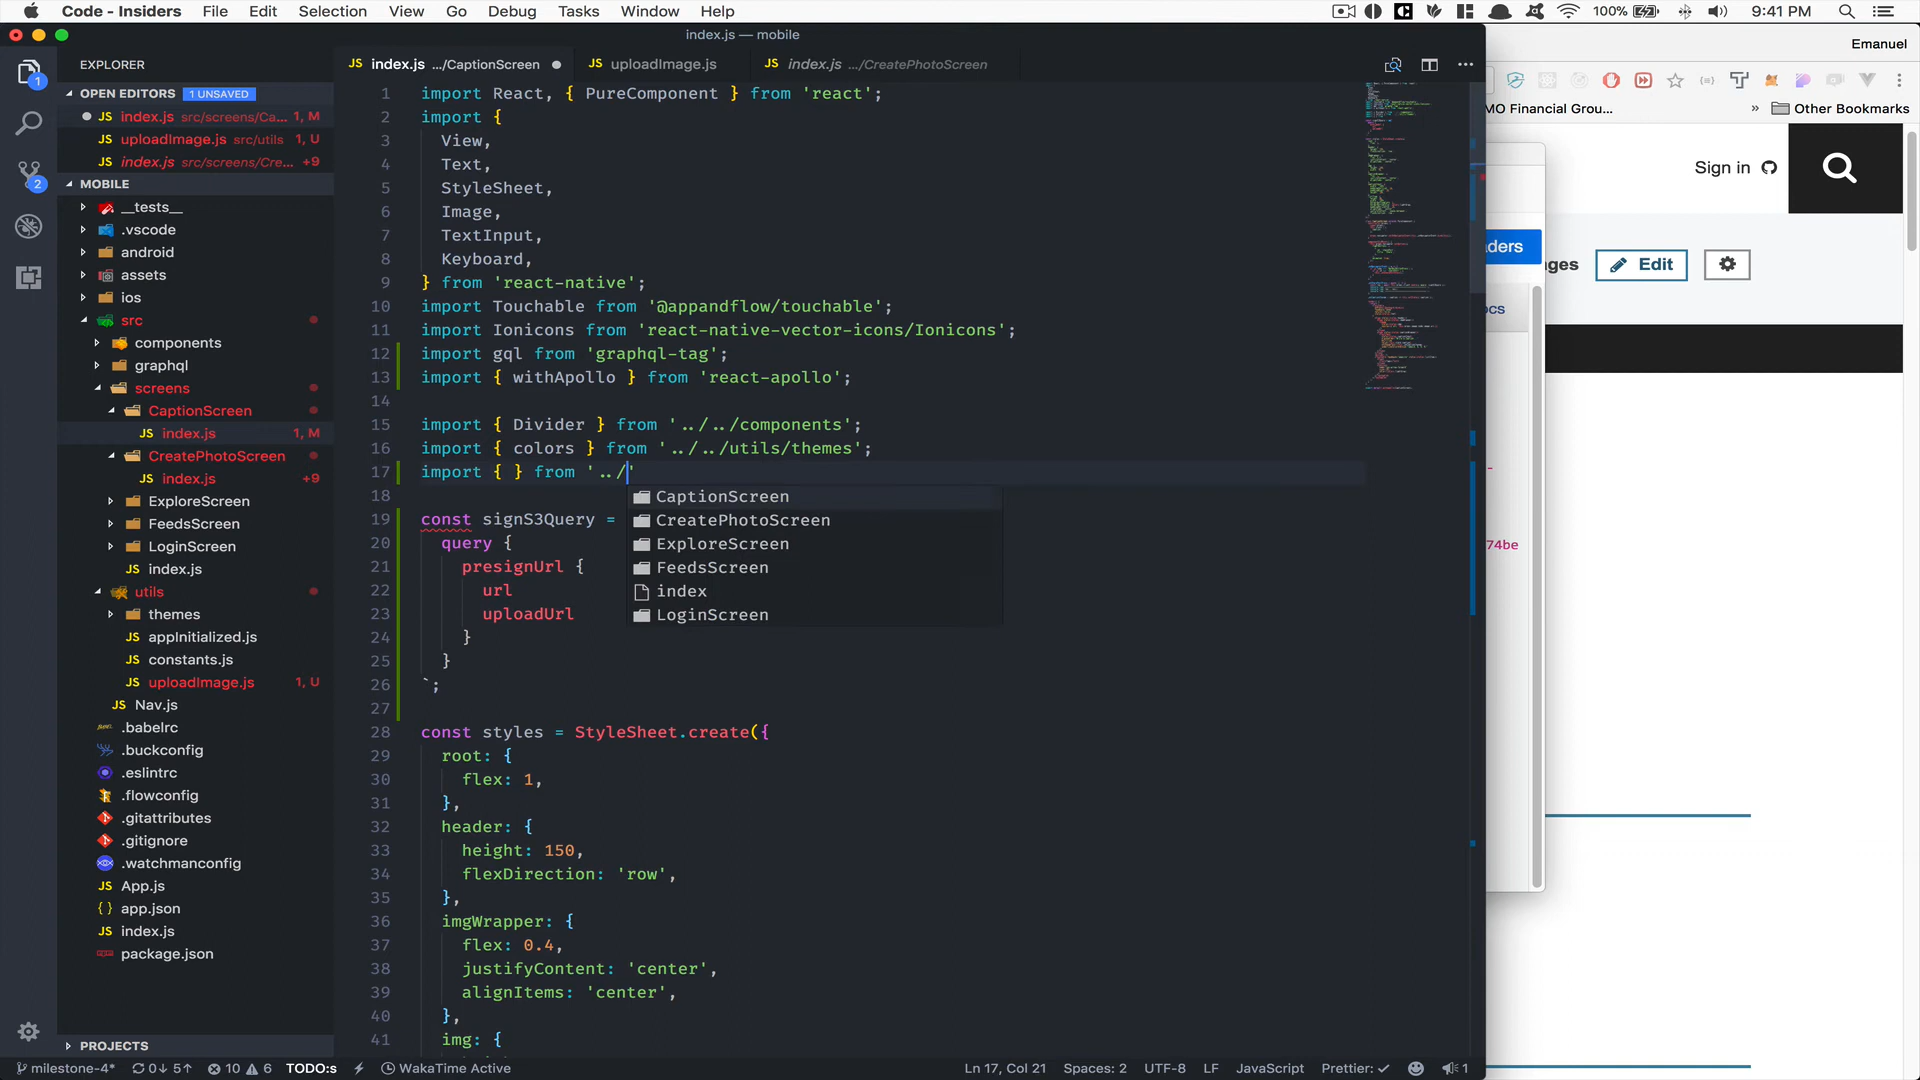 Code - Insiders File Edit Selection View Go Debug Tasks Window Help 100% 9:41 PM
index.js — mobile
Emanuel
EXPLORER
OPEN EDITORS 1 UNSAVED
JS index.js src/screens/Ca... 1, M
JS uploadImage.js src/utils 1, U
JS index.js src/screens/Cre... +9
MOBILE
__tests__
.vscode
android
assets
ios
src
components
graphql
screens
CaptionScreen
JS index.js 1, M
CreatePhotoScreen
JS index.js +9
ExploreScreen
FeedsScreen
LoginScreen
JS index.js
utils
themes
JS appInitialized.js
JS constants.js
JS uploadImage.js 1, U
JS Nav.js
.babelrc
.buckconfig
.eslintrc
.flowconfig
.gitattributes
.gitignore
.watchmanconfig
JS App.js
{ } app.json
JS index.js
package.json
PROJECTS
1
2
JS index.js .../CaptionScreen JS uploadImage.js JS index.js .../CreatePhotoScreen
1 import React, { PureComponent } from 'react';
2 import {
3 View,
4 Text,
5 StyleSheet,
6 Image,
7 TextInput,
8 Keyboard,
9 } from 'react-native';
10 import Touchable from '@appandflow/touchable';
11 import Ionicons from 'react-native-vector-icons/Ionicons';
12 import gql from 'graphql-tag';
13 import { withApollo } from 'react-apollo';
14
15 import { Divider } from '../../components';
16 import { colors } from '../../utils/themes';
17 import { } from '../'
18
19 const signS3Query =
20 query {
21 presignUrl {
22 url
23 uploadUrl
24 }
25 }
26 `;
27
28 const styles = StyleSheet.create({
29 root: {
30 flex: 1,
31 },
32 header: {
33 height: 150,
34 flexDirection: 'row',
35 },
36 imgWrapper: {
37 flex: 0.4,
38 justifyContent: 'center',
39 alignItems: 'center',
40 },
41 img: {
CaptionScreen
CreatePhotoScreen
ExploreScreen
FeedsScreen
index
LoginScreen
MO Financial Grou... » Other Bookmarks
Sign in
ders
ges Edit
ocs
74be
milestone-4* 0↓ 5↑ 10 6 TODO:s WakaTime Active Ln 17, Col 21 Spaces: 2 UTF-8 LF JavaScript Prettier: ✓ 1